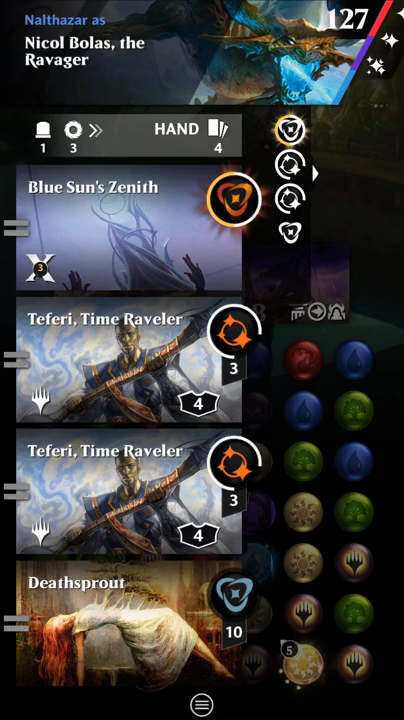 Nalthazar as
127
Nicol Bolas, the
Ravager
1
3
HAND
4
Blue Sun's Zenith
X
3
Teferi, Time Raveler
3
4
Teferi, Time Raveler
3
4
Deathsprout
10
5